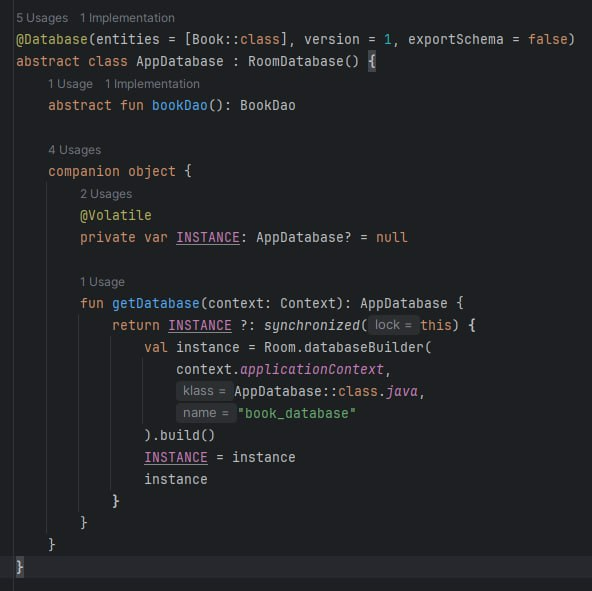 5 Usages   1 Implementation
@Database(entities = [Book::class], version = 1, exportSchema = false)
abstract class AppDatabase : RoomDatabase() {
    1 Usage   1 Implementation
    abstract fun bookDao(): BookDao

    4 Usages
    companion object {
        2 Usages
        @Volatile
        private var INSTANCE: AppDatabase? = null

        1 Usage
        fun getDatabase(context: Context): AppDatabase {
            return INSTANCE ?: synchronized( lock = this) {
                val instance = Room.databaseBuilder(
                    context.applicationContext,
                    klass = AppDatabase::class.java,
                    name = "book_database"
                ).build()
                INSTANCE = instance
                instance
            }
        }
    }
}